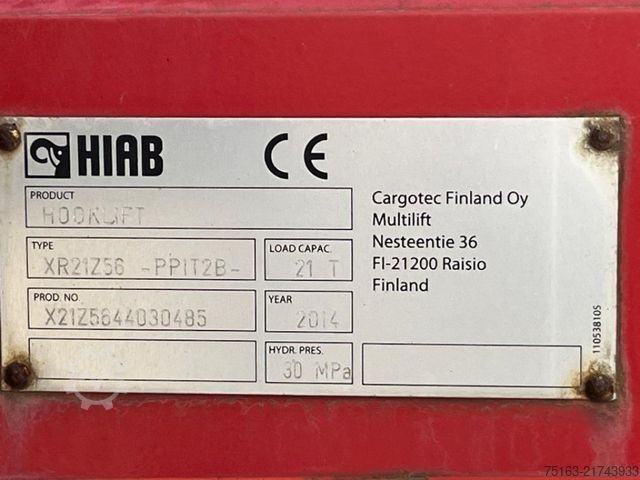 HIAB CE
PRODUCT
HOOKLIFT
TYPE
XR21Z56 -PPIT2B-
LOAD CAPAC.
21 T
PROD. NO.
X21Z5644030485
YEAR
2014
HYDR. PRES.
30 MPa
Cargotec Finland Oy
Multilift
Nesteentie 36
FI-21200 Raisio
Finland
110538105
75163-21743933